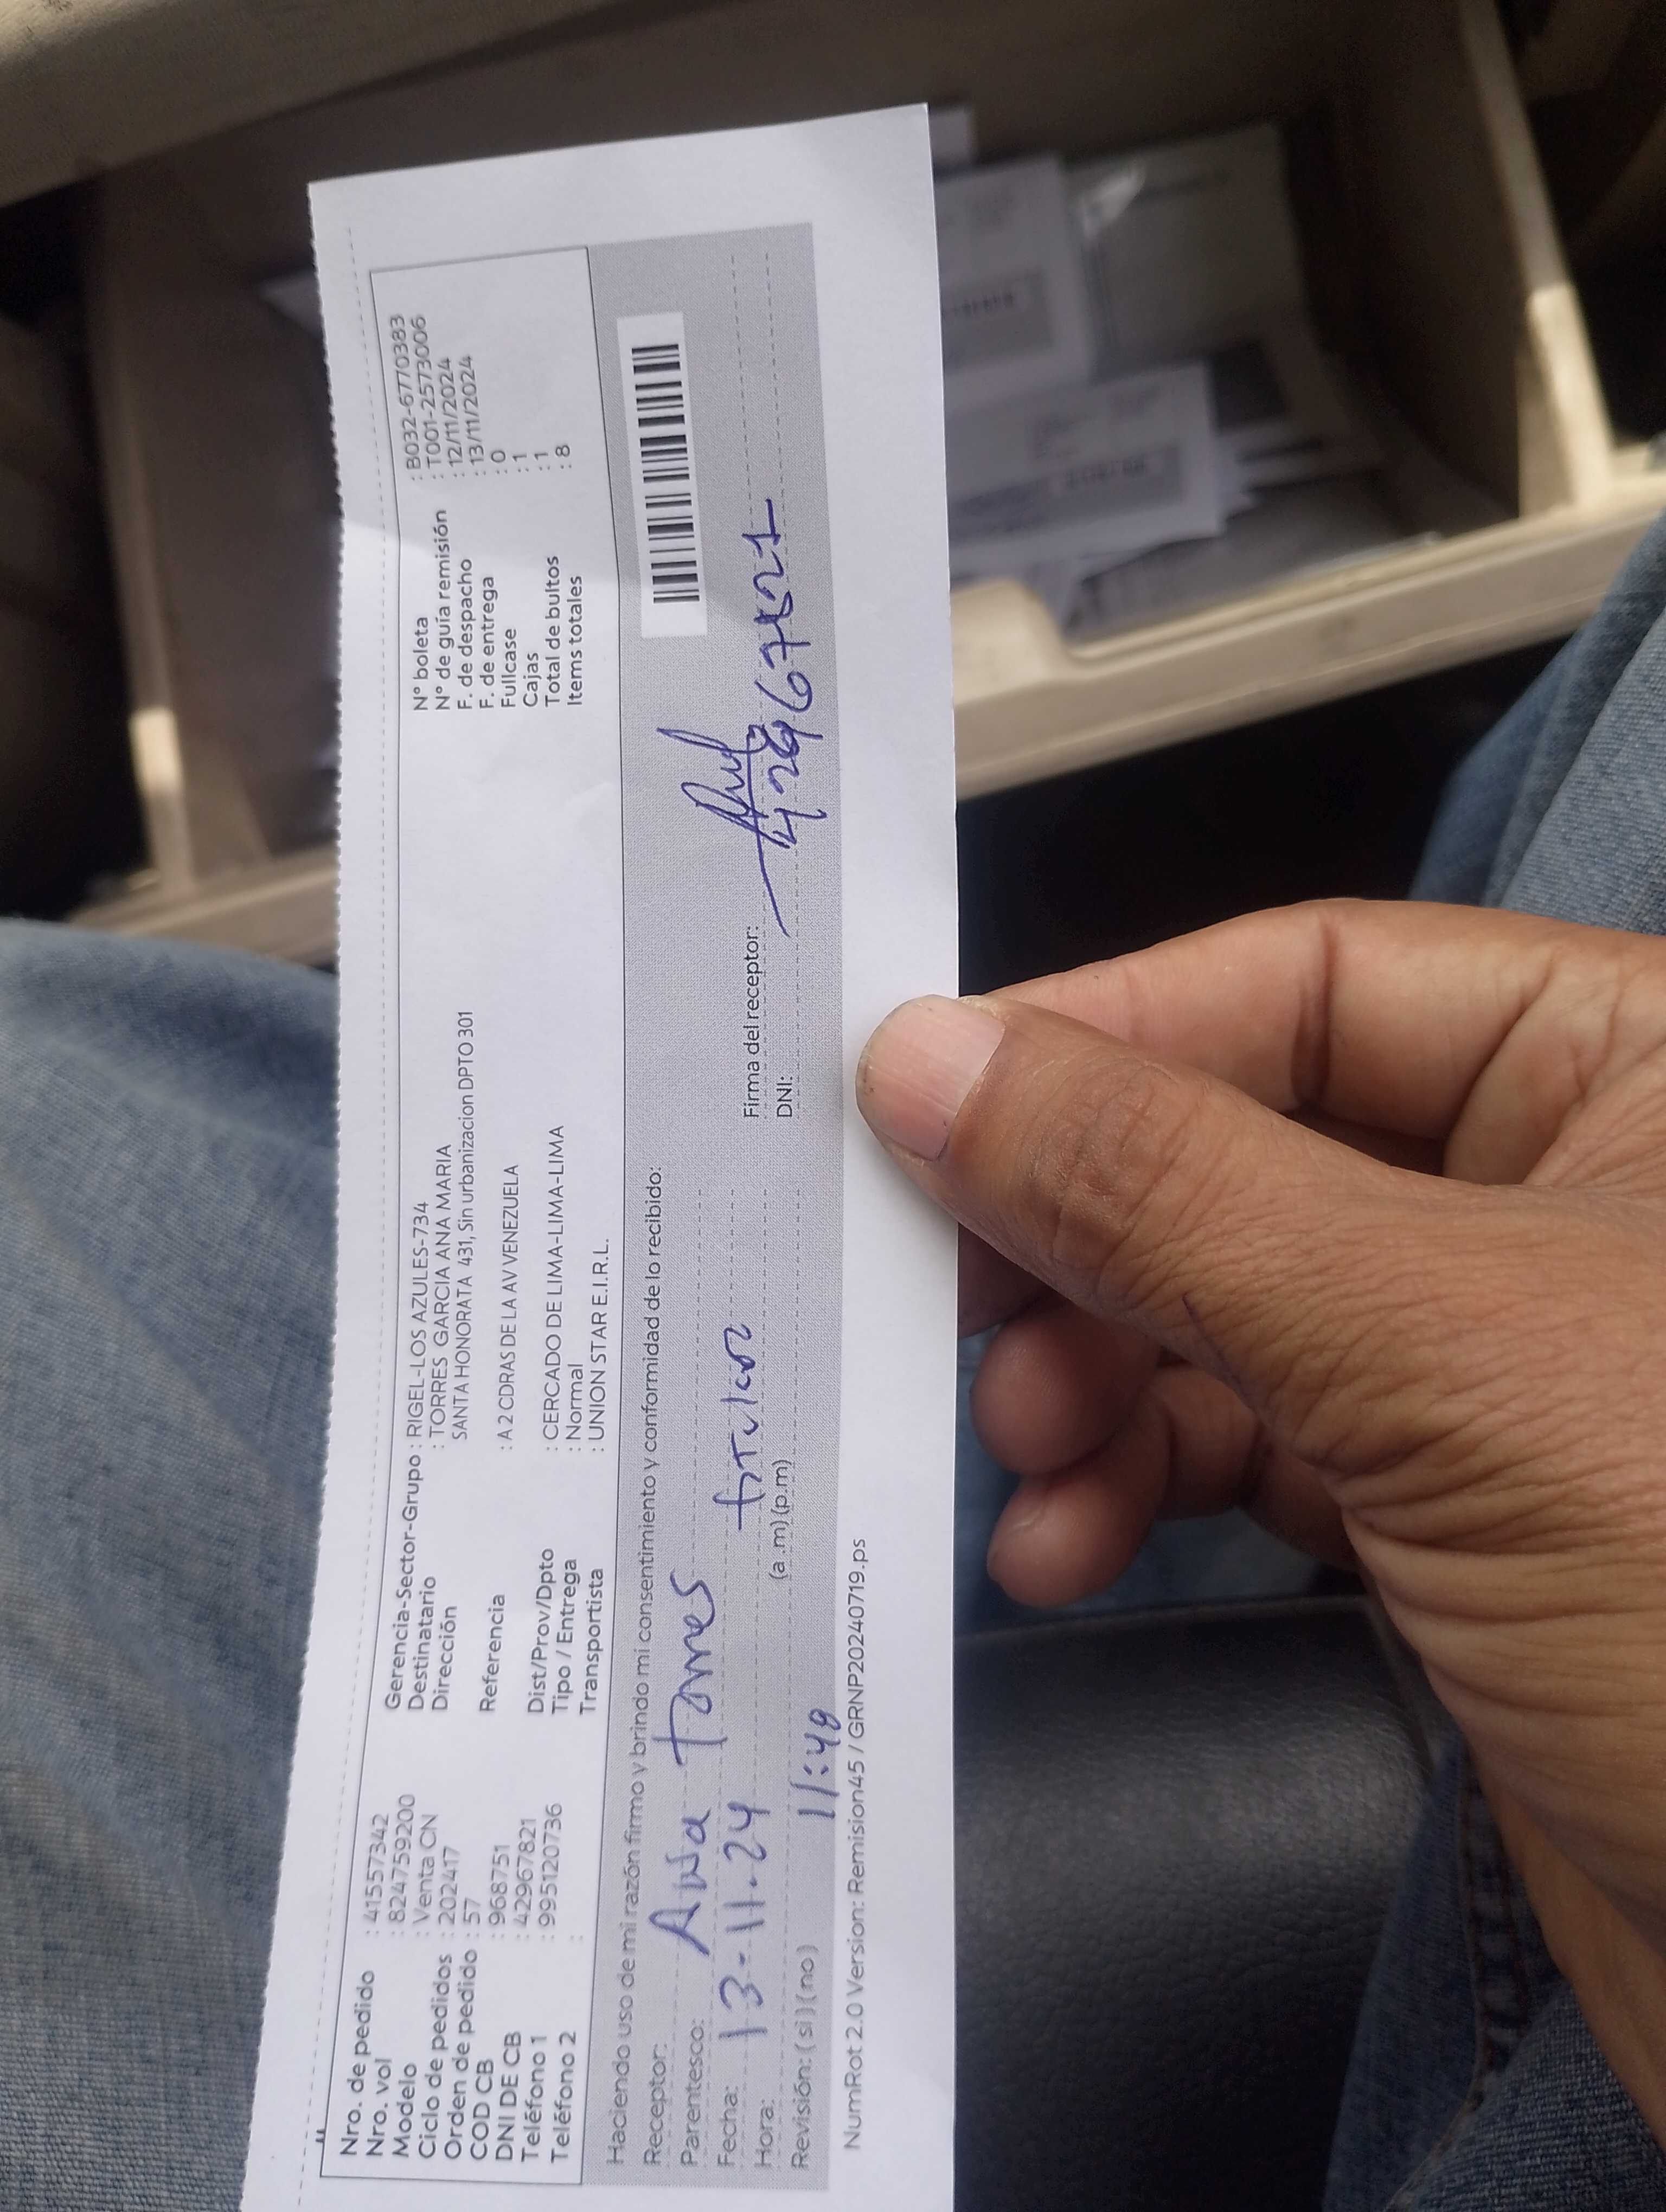 Nro. de pedido : 41557342
Nro. vol : 824759200
Modelo : Venta CN
Ciclo de pedidos : 202417
Orden de pedido : 57
COD CB : 968751
DNI DE CB : 42967821
Teléfono 1 : 995120736
Teléfono 2 :
Gerencia-Sector-Grupo : RIGEL-LOS AZULES-734
Destinatario : TORRES GARCIA ANA MARIA
Dirección SANTA HONORATA 431, Sin urbanizacion DPTO 301
Referencia : A 2 CDRAS DE LA AV VENEZUELA
Dist/Prov/Dpto : CERCADO DE LIMA-LIMA-LIMA
Tipo / Entrega : Normal
Transportista : UNION STAR E.I.R.L.
N° boleta : B032-67770383
N° de guía remisión : T001-2573006
F. de despacho : 12/11/2024
F. de entrega : 13/11/2024
Fullcase : 0
Cajas : 1
Total de bultos : 1
Items totales : 8
Haciendo uso de mi razón firmo y brindo mi consentimiento y conformidad de lo recibido:
Receptor: Ana Torres
Parentesco: titular
Fecha: 13-11-24
Hora: 11:48 (a.m) (p.m)
Revisión: (si) (no)
Firma del receptor:
DNI: 42967821
NumRot 2.0 Version: Remision45 / GRNP20240719.ps